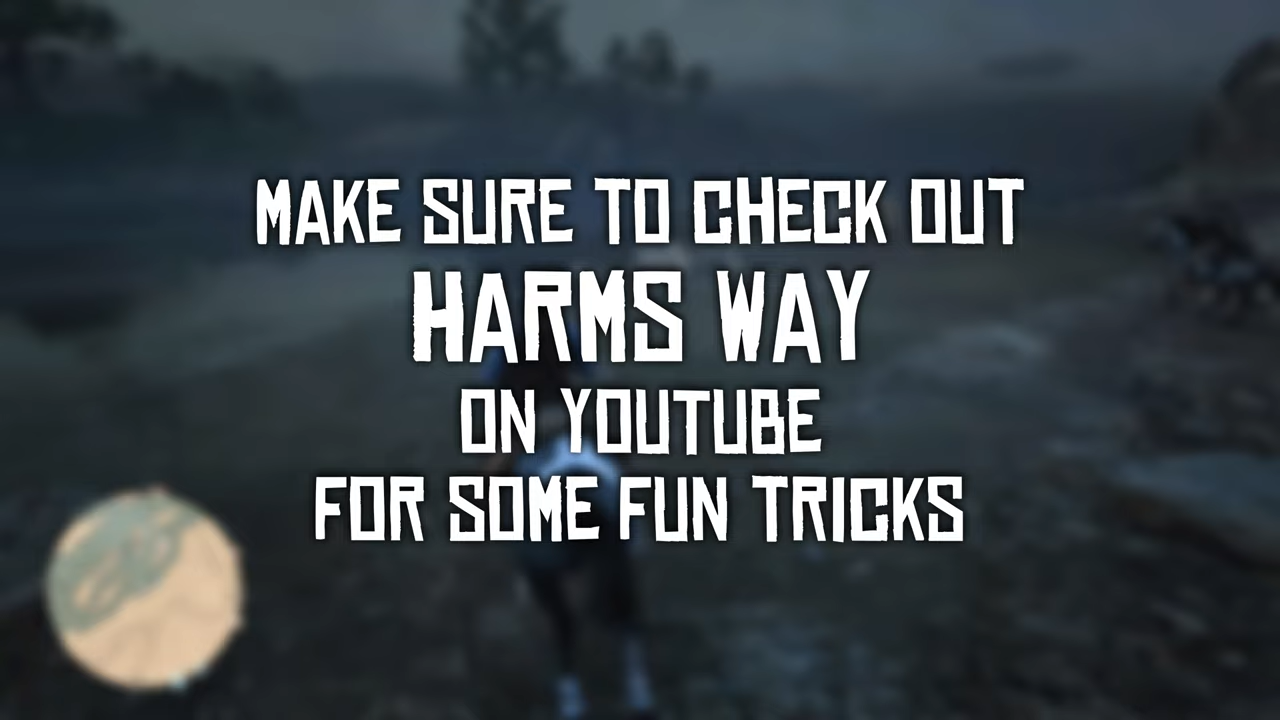 MAKE SURE TO CHECK OUT
HARMS WAY
ON YOUTUBE
FOR SOME FUN TRICKS